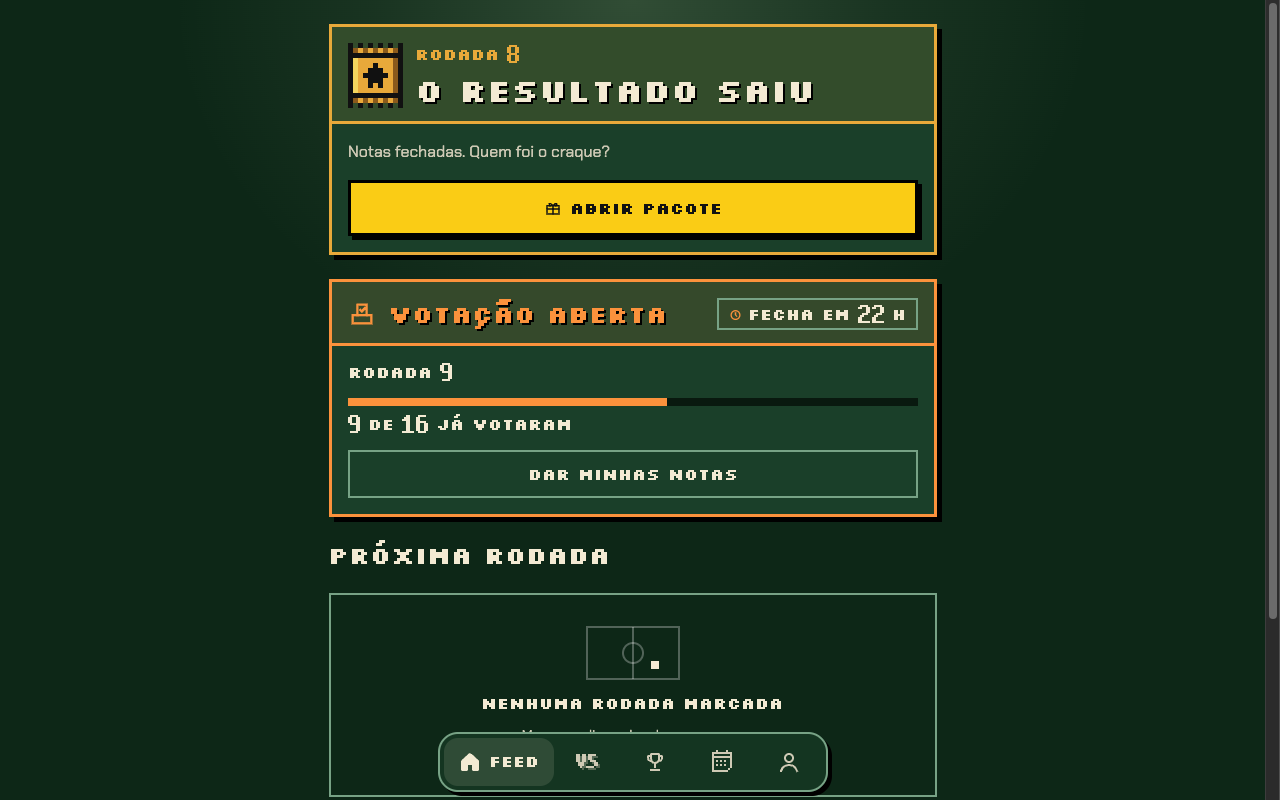 RODADA 8
O RESULTADO SAIU
Notas fechadas. Quem foi o craque?
ABRIR PACOTE
VOTAÇÃO ABERTA
FECHA EM 22 H
RODADA 9
9 DE 16 JÁ VOTARAM
DAR MINHAS NOTAS
PRÓXIMA RODADA
NENHUMA RODADA MARCADA
FEED
VS